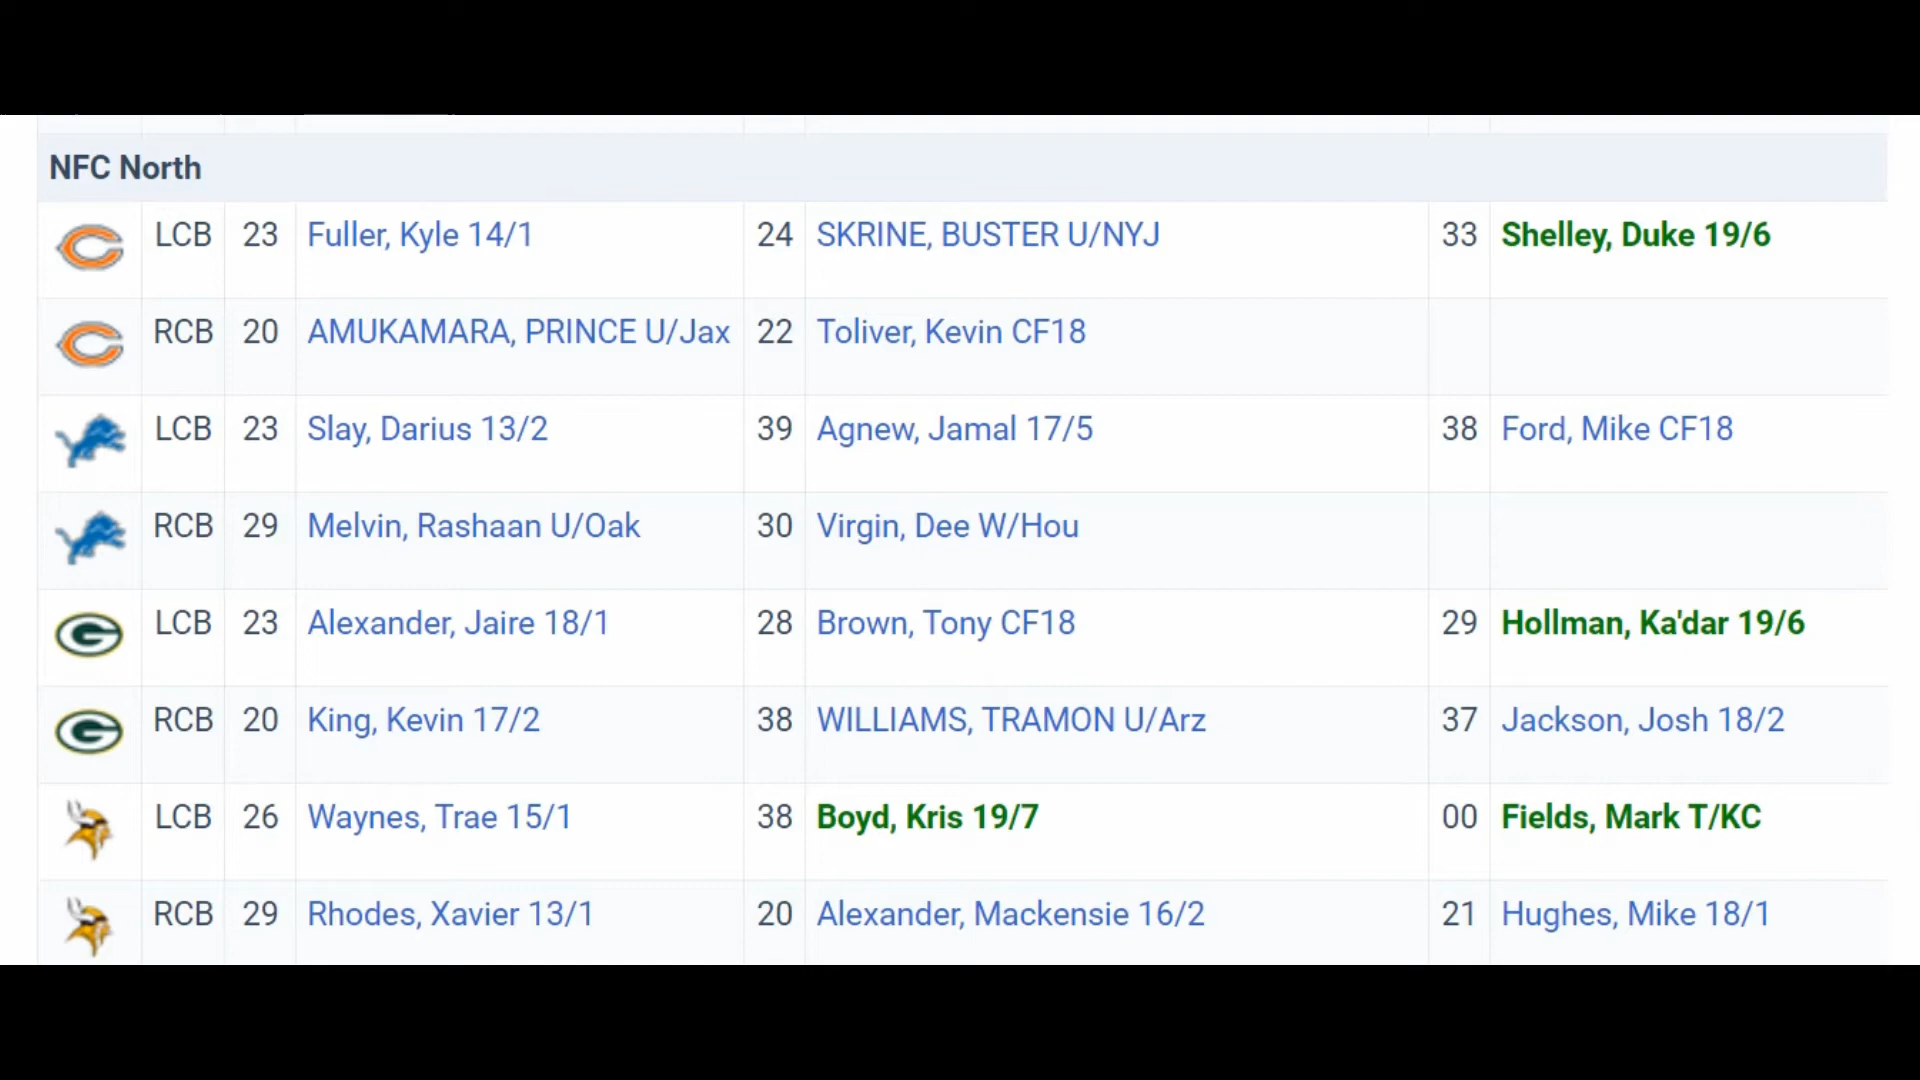 NFC North
LCB 23 Fuller, Kyle 14/1 24 SKRINE, BUSTER U/NYJ 33 Shelley, Duke 19/6
RCB 20 AMUKAMARA, PRINCE U/Jax 22 Toliver, Kevin CF18
LCB 23 Slay, Darius 13/2 39 Agnew, Jamal 17/5 38 Ford, Mike CF18
RCB 29 Melvin, Rashaan U/Oak 30 Virgin, Dee W/Hou
LCB 23 Alexander, Jaire 18/1 28 Brown, Tony CF18 29 Hollman, Ka'dar 19/6
RCB 20 King, Kevin 17/2 38 WILLIAMS, TRAMON U/Arz 37 Jackson, Josh 18/2
LCB 26 Waynes, Trae 15/1 38 Boyd, Kris 19/7 00 Fields, Mark T/KC
RCB 29 Rhodes, Xavier 13/1 20 Alexander, Mackensie 16/2 21 Hughes, Mike 18/1